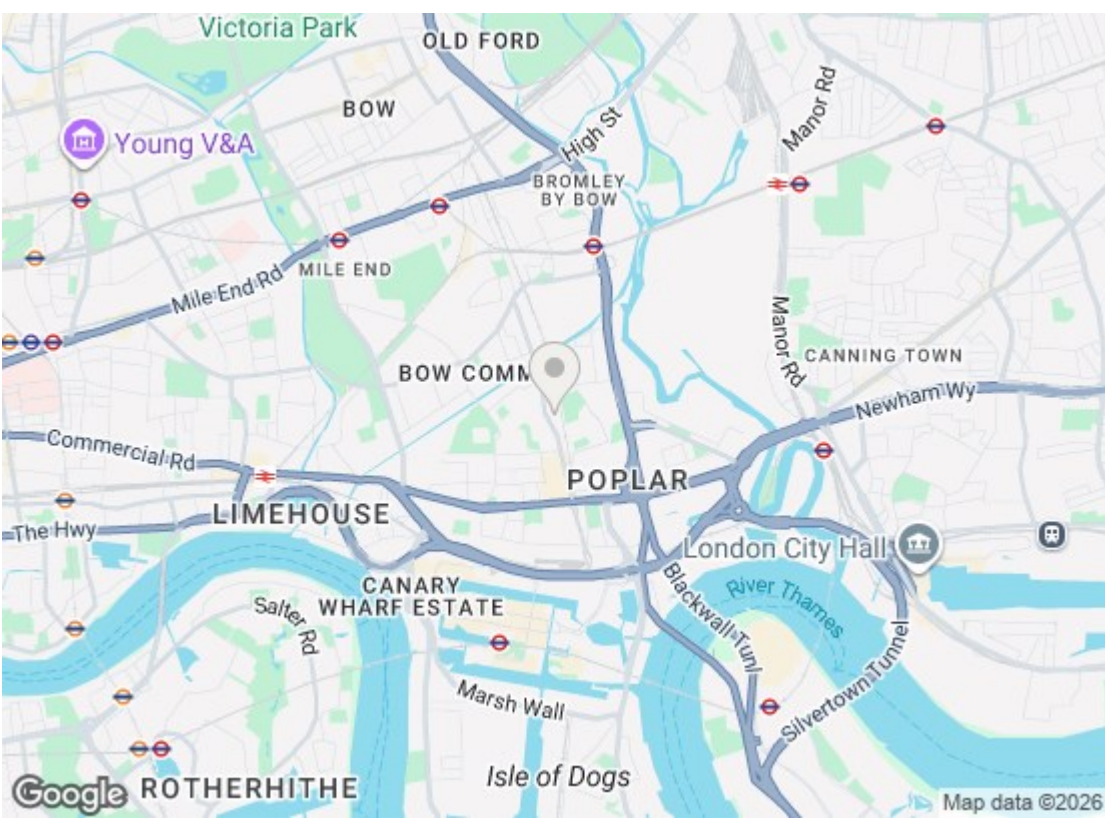 Victoria Park
OLD FORD
BOW
Young V&A
High St
Manor Rd
BROMLEY
BY BOW
MILE END
Mile End Rd
Manor Rd
CANNING TOWN
BOW COMM
Newham Wy
Commercial Rd
POPLAR
LIMEHOUSE
The Hwy
London City Hall
CANARY
WHARF ESTATE
Salter Rd
Blackwall Tunl
River Thames
Silvertown Tunnel
Marsh Wall
Isle of Dogs
ROTHERHITHE
Google
Map data ©2026